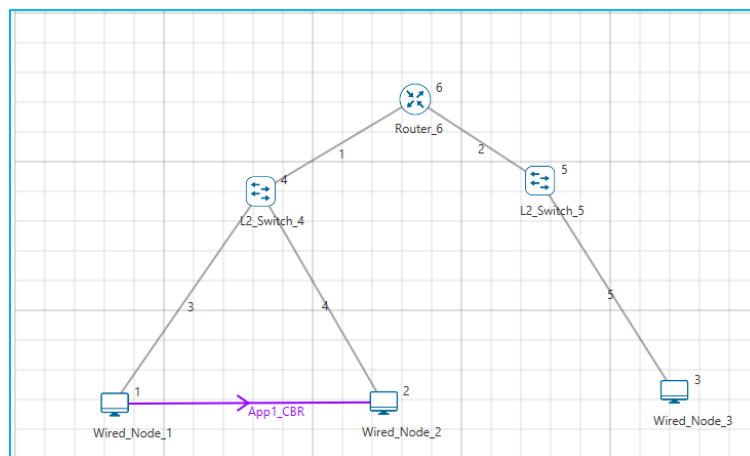 6
Router_6
1
2
4
5
L2_Switch_4
L2_Switch_5
3
4
5
1
2
3
App1_CBR
Wired_Node_1
Wired_Node_2
Wired_Node_3